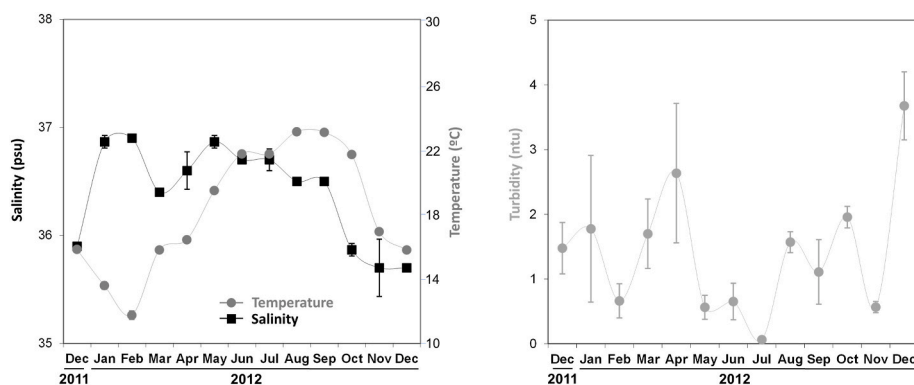 38
37
36
35
Salinity (psu)
30
26
22
18
14
10
Temperature (ºC)
Temperature
Salinity
Dec Jan Feb Mar Apr May Jun Jul Aug Sep Oct Nov Dec
2011 2012
5
4
3
2
1
0
Turbidity (ntu)
Dec Jan Feb Mar Apr May Jun Jul Aug Sep Oct Nov Dec
2011 2012